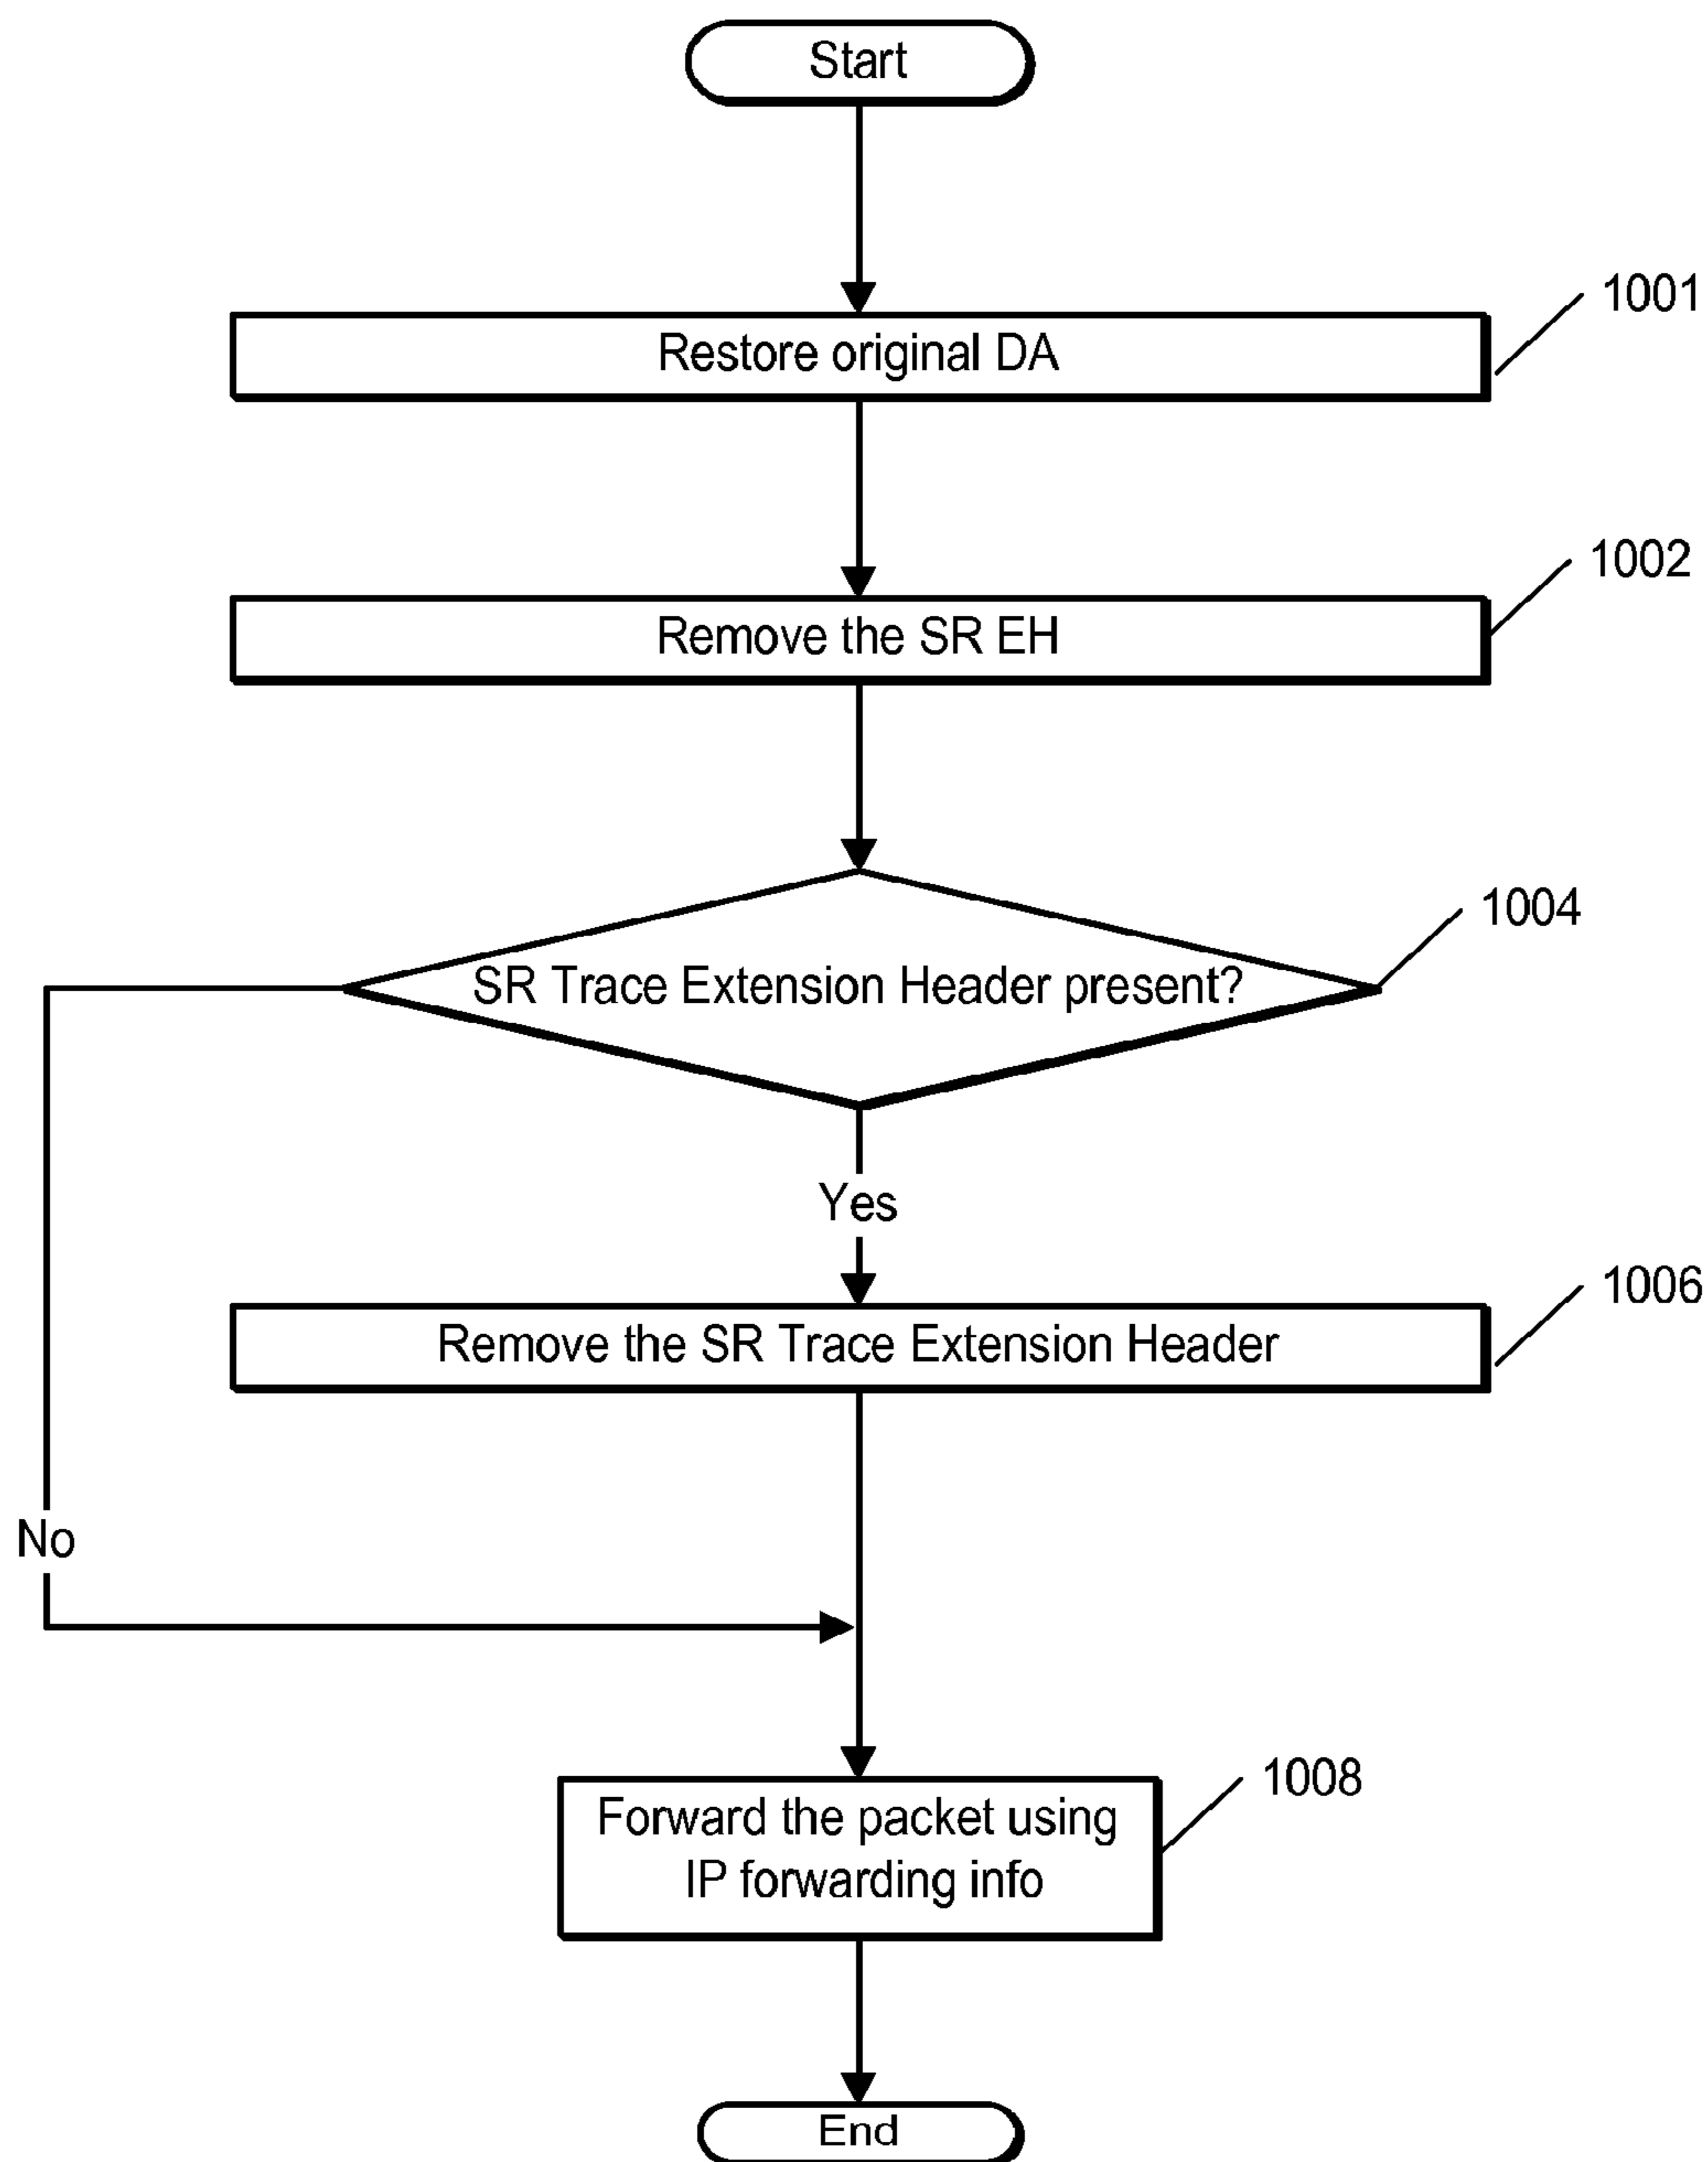 Start
1001
Restore original DA
1002
Remove the SR EH
1004
SR Trace Extension Header present?
Yes
1006
Remove the SR Trace Extension Header
No
1008
Forward the packet using
IP forwarding info
End